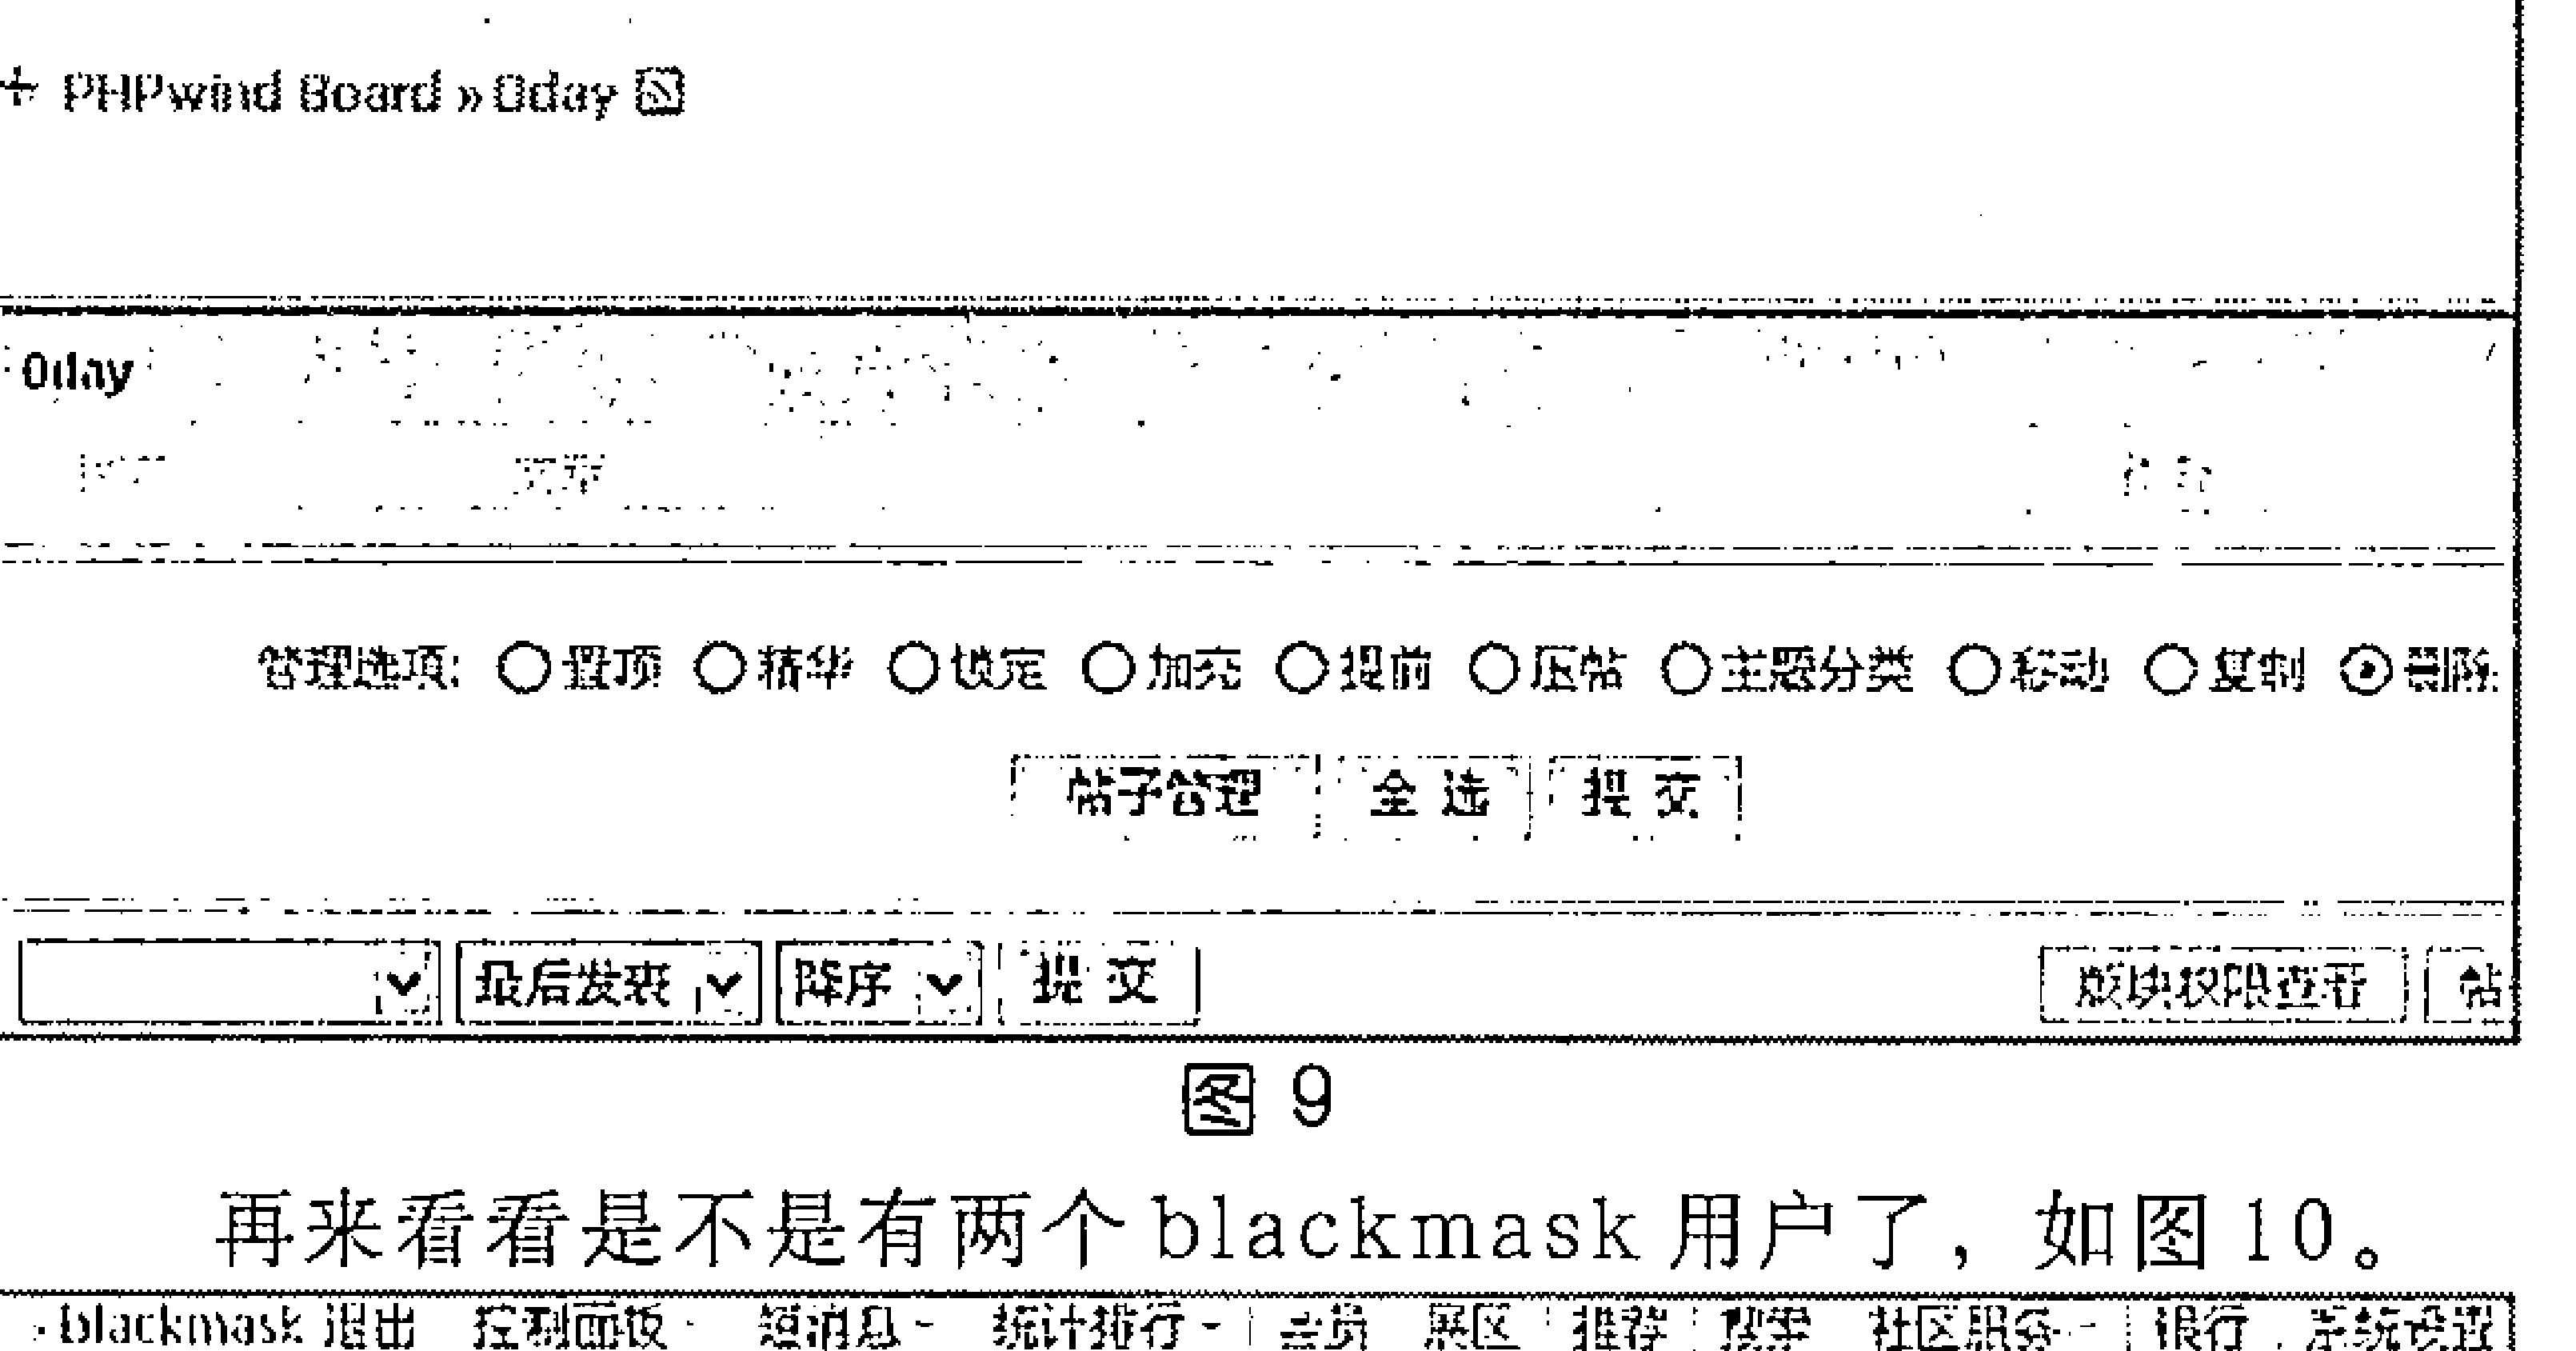 PHPwind Board » 0day
0day
文章 作者
管理选项: 置顶 精华 锁定 加亮 提前 压帖 主题分类 移动 复制 删除
帖子管理 全 选 提 交
最后发表 降序 提 交 版块权限查看 帖
图 9
再来看看是不是有两个 blackmask 用户了，如图 10。
blackmask 退出 控制面板 短消息 统计排行 会员 展区 推荐 搜索 社区服务 银行 系统设置